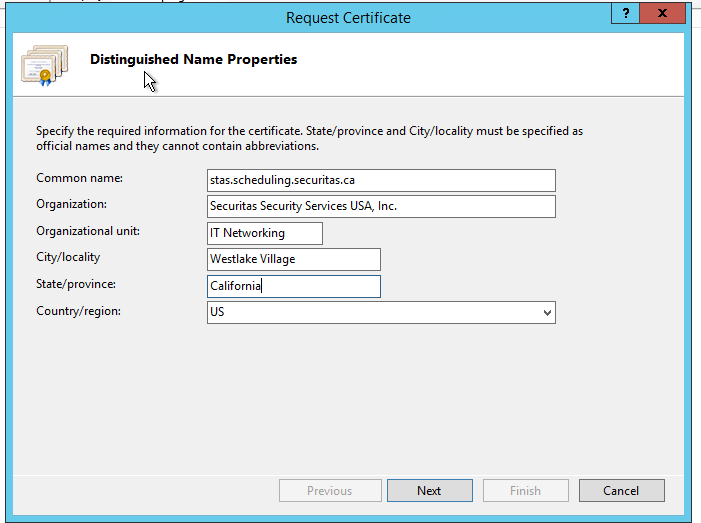 Request Certificate
?
x
Distinguished Name Properties
Specify the required information for the certificate. State/province and City/locality must be specified as
official names and they cannot contain abbreviations.
Common name:
stas.scheduling.securitas.ca
Organization:
Securitas Security Services USA, Inc.
Organizational unit:
IT Networking
City/locality
Westlake Village
State/province:
California
Country/region:
US
Previous
Next
Finish
Cancel